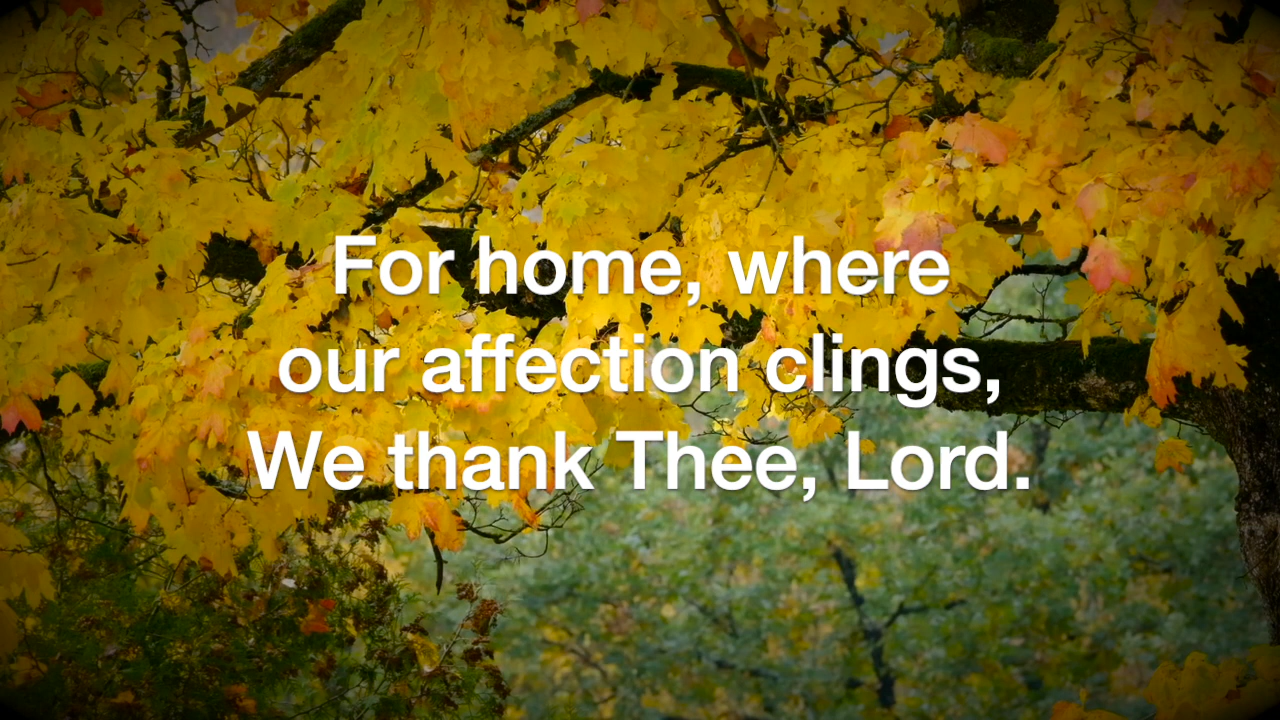 For home, where
our affection clings,
We thank Thee, Lord.